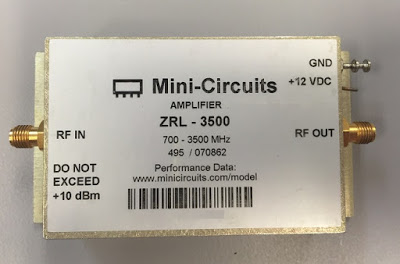 Mini-Circuits
GND
+12 VDC
AMPLIFIER
ZRL - 3500
RF IN
700 - 3500 MHz
RF OUT
495 / 070862
DO NOT
EXCEED
+10 dBm
Performance Data:
www.minicircuits.com/model